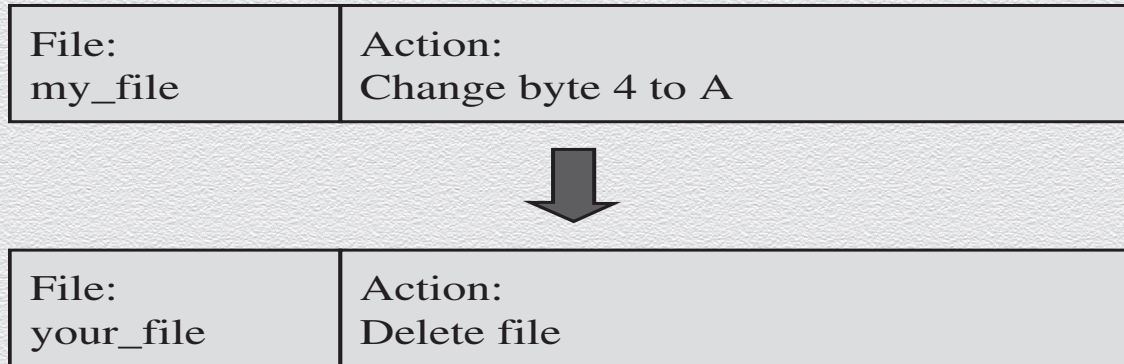 File:
my_file
Action:
Change byte 4 to A
File:
your_file
Action:
Delete file